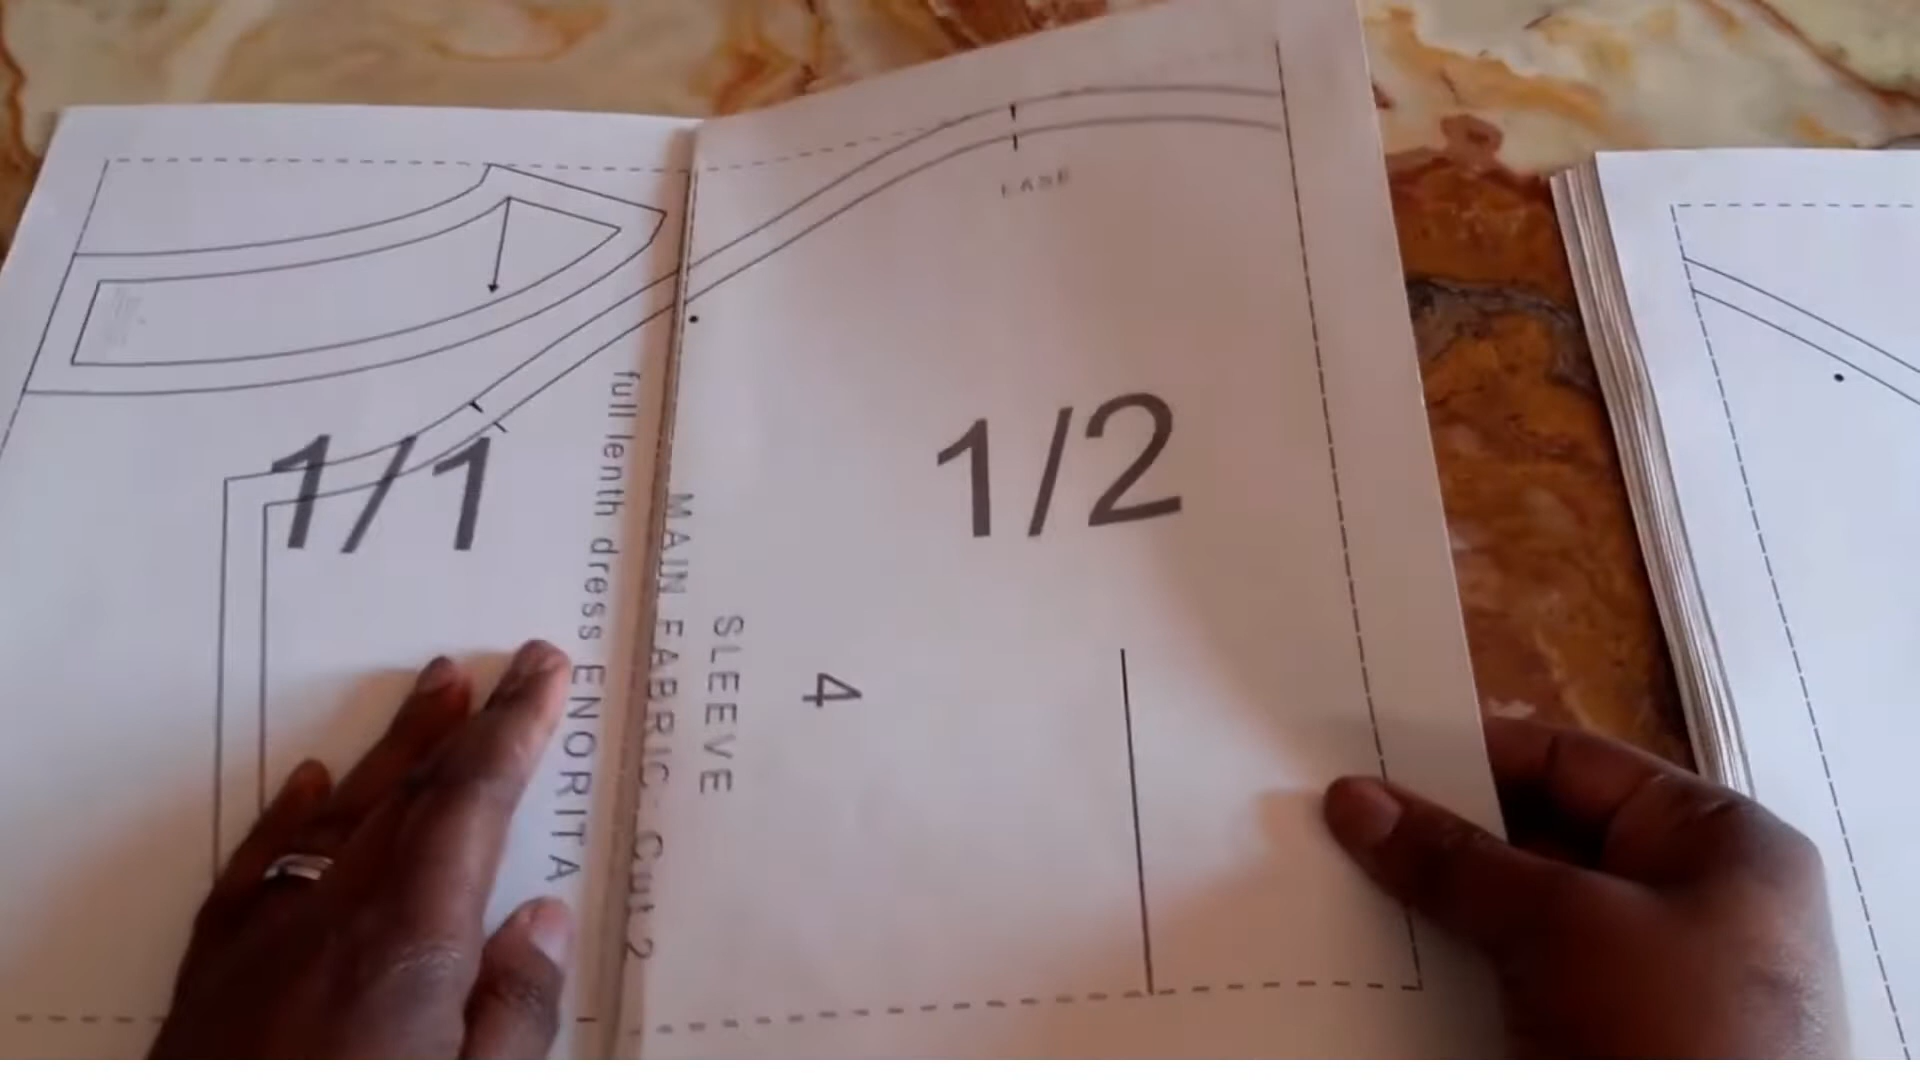 EASE
1/1
1/2
full lenth dress ENORITA
MAIN FABRIC - Cut 2
SLEEVE
4